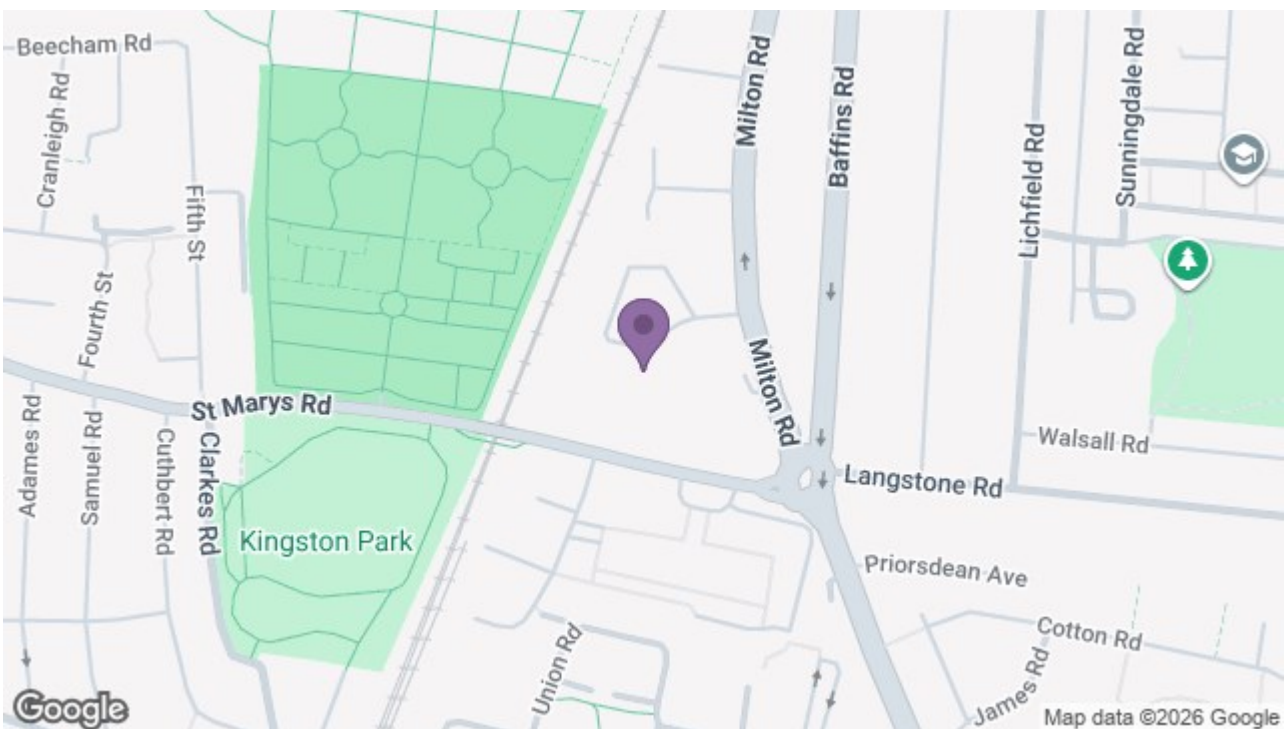 Beecham Rd
Cranleigh Rd
Fifth St
Fourth St
Milton Rd
Baffins Rd
Sunningdale Rd
Lichfield Rd
St Marys Rd
Milton Rd
Adames Rd
Samuel Rd
Cuthbert Rd
Clarkes Rd
Walsall Rd
Langstone Rd
Kingston Park
Priorsdean Ave
Cotton Rd
Union Rd
James Rd
Google
Map data ©2026 Google